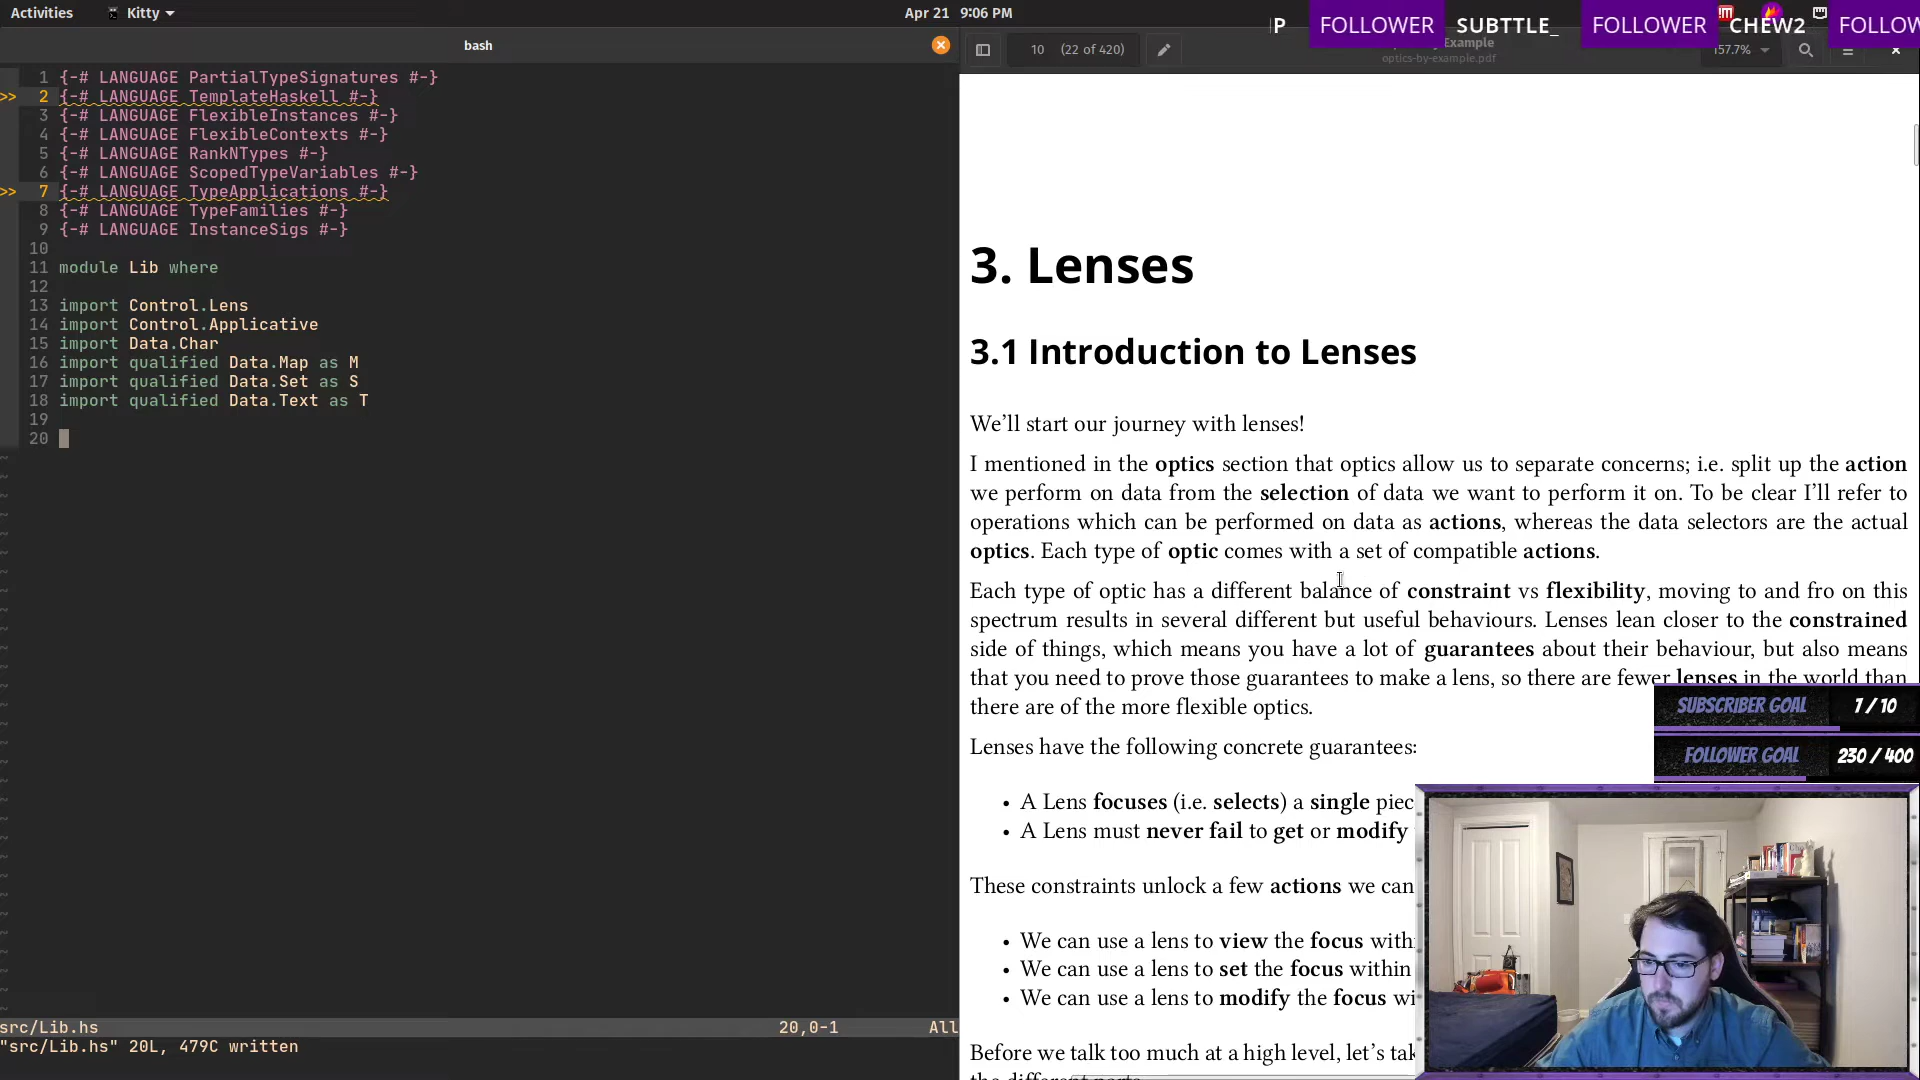 Activities
Kitty
Apr 21 9:06 PM
P FOLLOWER SUBTTLE_ FOLLOWER CHEW2 FOLLOW
bash
10 (22 of 420)
Example
optics-by-example.pdf
157.7%
1 {-# LANGUAGE PartialTypeSignatures #-}
>> 2 {-# LANGUAGE TemplateHaskell #-}
3 {-# LANGUAGE FlexibleInstances #-}
4 {-# LANGUAGE FlexibleContexts #-}
5 {-# LANGUAGE RankNTypes #-}
6 {-# LANGUAGE ScopedTypeVariables #-}
>> 7 {-# LANGUAGE TypeApplications #-}
8 {-# LANGUAGE TypeFamilies #-}
9 {-# LANGUAGE InstanceSigs #-}
10
11 module Lib where
12
13 import Control.Lens
14 import Control.Applicative
15 import Data.Char
16 import qualified Data.Map as M
17 import qualified Data.Set as S
18 import qualified Data.Text as T
19
20
src/Lib.hs 20,0-1 All
"src/Lib.hs" 20L, 479C written
3. Lenses
3.1 Introduction to Lenses
We'll start our journey with lenses!
I mentioned in the optics section that optics allow us to separate concerns; i.e. split up the action
we perform on data from the selection of data we want to perform it on. To be clear I'll refer to
operations which can be performed on data as actions, whereas the data selectors are the actual
optics. Each type of optic comes with a set of compatible actions.
Each type of optic has a different balance of constraint vs flexibility, moving to and fro on this
spectrum results in several different but useful behaviours. Lenses lean closer to the constrained
side of things, which means you have a lot of guarantees about their behaviour, but also means
that you need to prove those guarantees to make a lens, so there are fewer lenses in the world than
there are of the more flexible optics.
Lenses have the following concrete guarantees:
• A Lens focuses (i.e. selects) a single piec
• A Lens must never fail to get or modify
These constraints unlock a few actions we can
• We can use a lens to view the focus with
• We can use a lens to set the focus within
• We can use a lens to modify the focus wi
Before we talk too much at a high level, let's tak
SUBSCRIBER GOAL 7 / 10
FOLLOWER GOAL 230 / 400